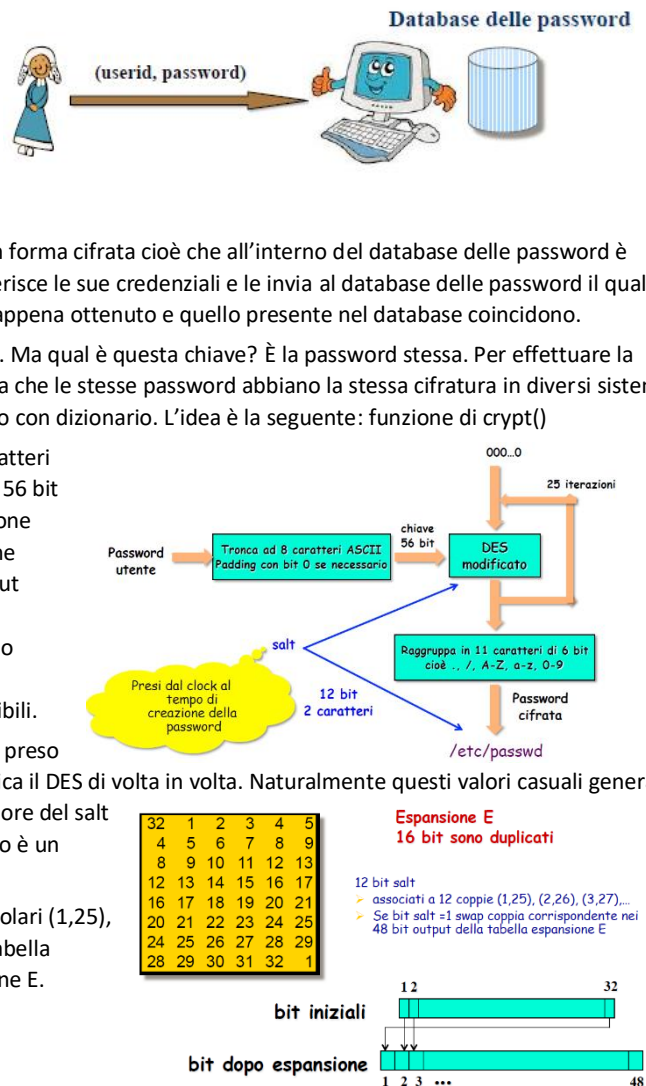 Database delle password
(userid, password)
forma cifrata cioè che all'interno del database delle password è
erisce le sue credenziali e le invia al database delle password il qual
appena ottenuto e quello presente nel database coincidono.
. Ma qual è questa chiave? È la password stessa. Per effettuare la
a che le stesse password abbiano la stessa cifratura in diversi sister
o con dizionario. L'idea è la seguente: funzione di crypt()
atteri
56 bit
one
ne
ut
o
ibili.
preso
000...0
25 iterazioni
Password
utente
Tronca ad 8 caratteri ASCII
Padding con bit 0 se necessario
chiave
56 bit
DES
modificato
salt
Presi dal clock al
tempo di
creazione della
password
12 bit
2 caratteri
Raggruppa in 11 caratteri di 6 bit
cioè ., /, A-Z, a-z, 0-9
Password
cifrata
/etc/passwd
ica il DES di volta in volta. Naturalmente questi valori casuali gener
ore del salt
o è un
olari (1,25),
abella
ne E.
32 1 2 3 4 5
4 5 6 7 8 9
8 9 10 11 12 13
12 13 14 15 16 17
16 17 18 19 20 21
20 21 22 23 24 25
24 25 26 27 28 29
28 29 30 31 32 1
Espansione E
16 bit sono duplicati
12 bit salt
associati a 12 coppie (1,25), (2,26), (3,27),...
Se bit salt =1 swap coppia corrispondente nei
48 bit output della tabella espansione E
bit iniziali
1 2 32
bit dopo espansione
1 2 3 ... 48